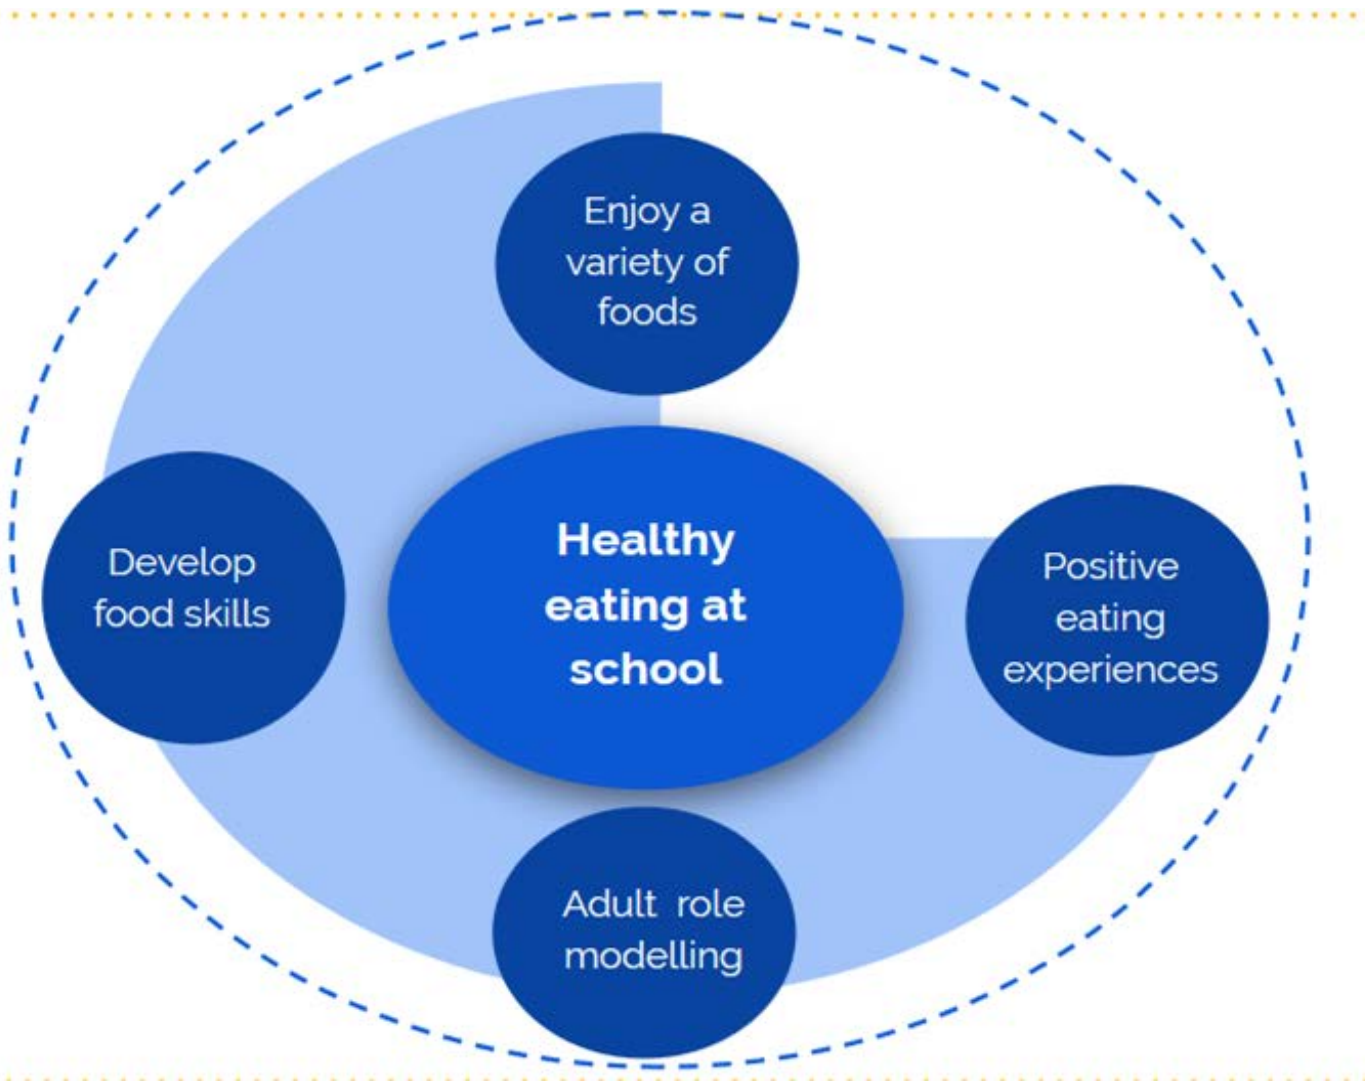 Enjoy a
variety of
foods
Healthy
eating at
school
Develop
food skills
Positive
eating
experiences
Adult role
modelling